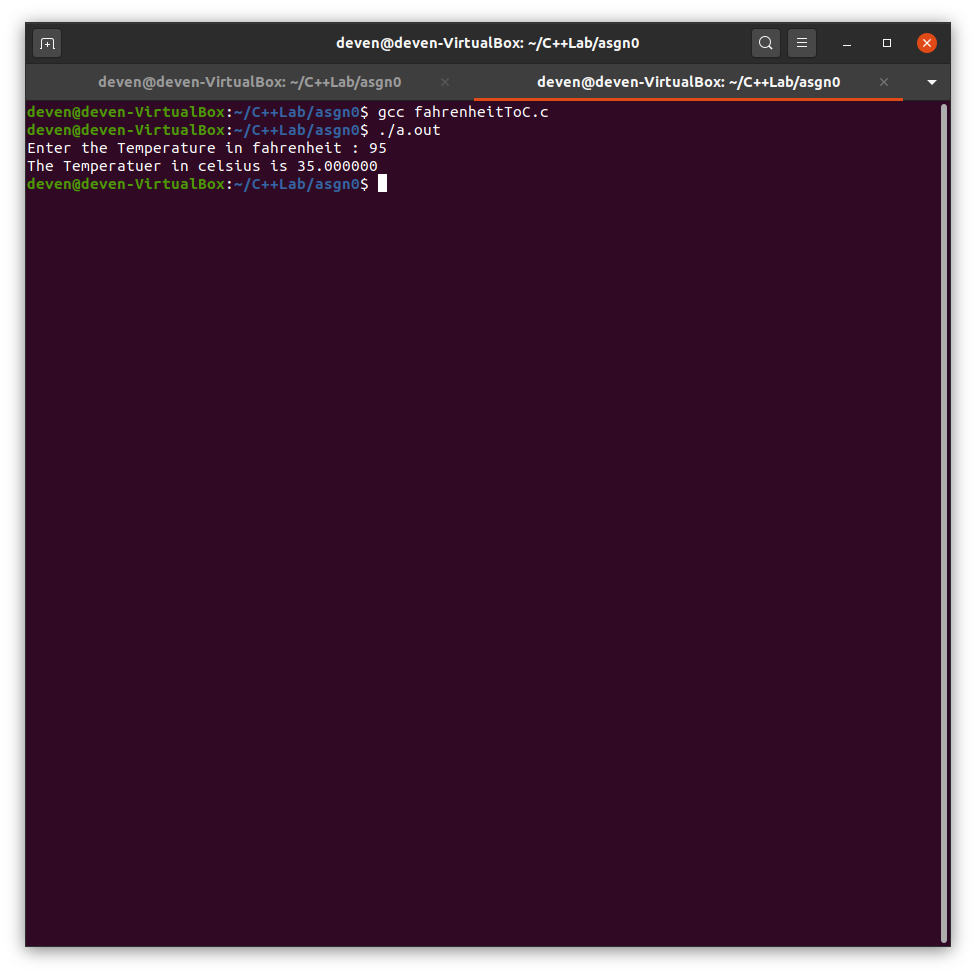 deven@deven-VirtualBox: ~/C++Lab/asgn0
deven@deven-VirtualBox: ~/C++Lab/asgn0 deven@deven-VirtualBox: ~/C++Lab/asgn0
deven@deven-VirtualBox:~/C++Lab/asgn0$ gcc fahrenheitToC.c
deven@deven-VirtualBox:~/C++Lab/asgn0$ ./a.out
Enter the Temperature in fahrenheit : 95
The Temperatuer in celsius is 35.000000
deven@deven-VirtualBox:~/C++Lab/asgn0$